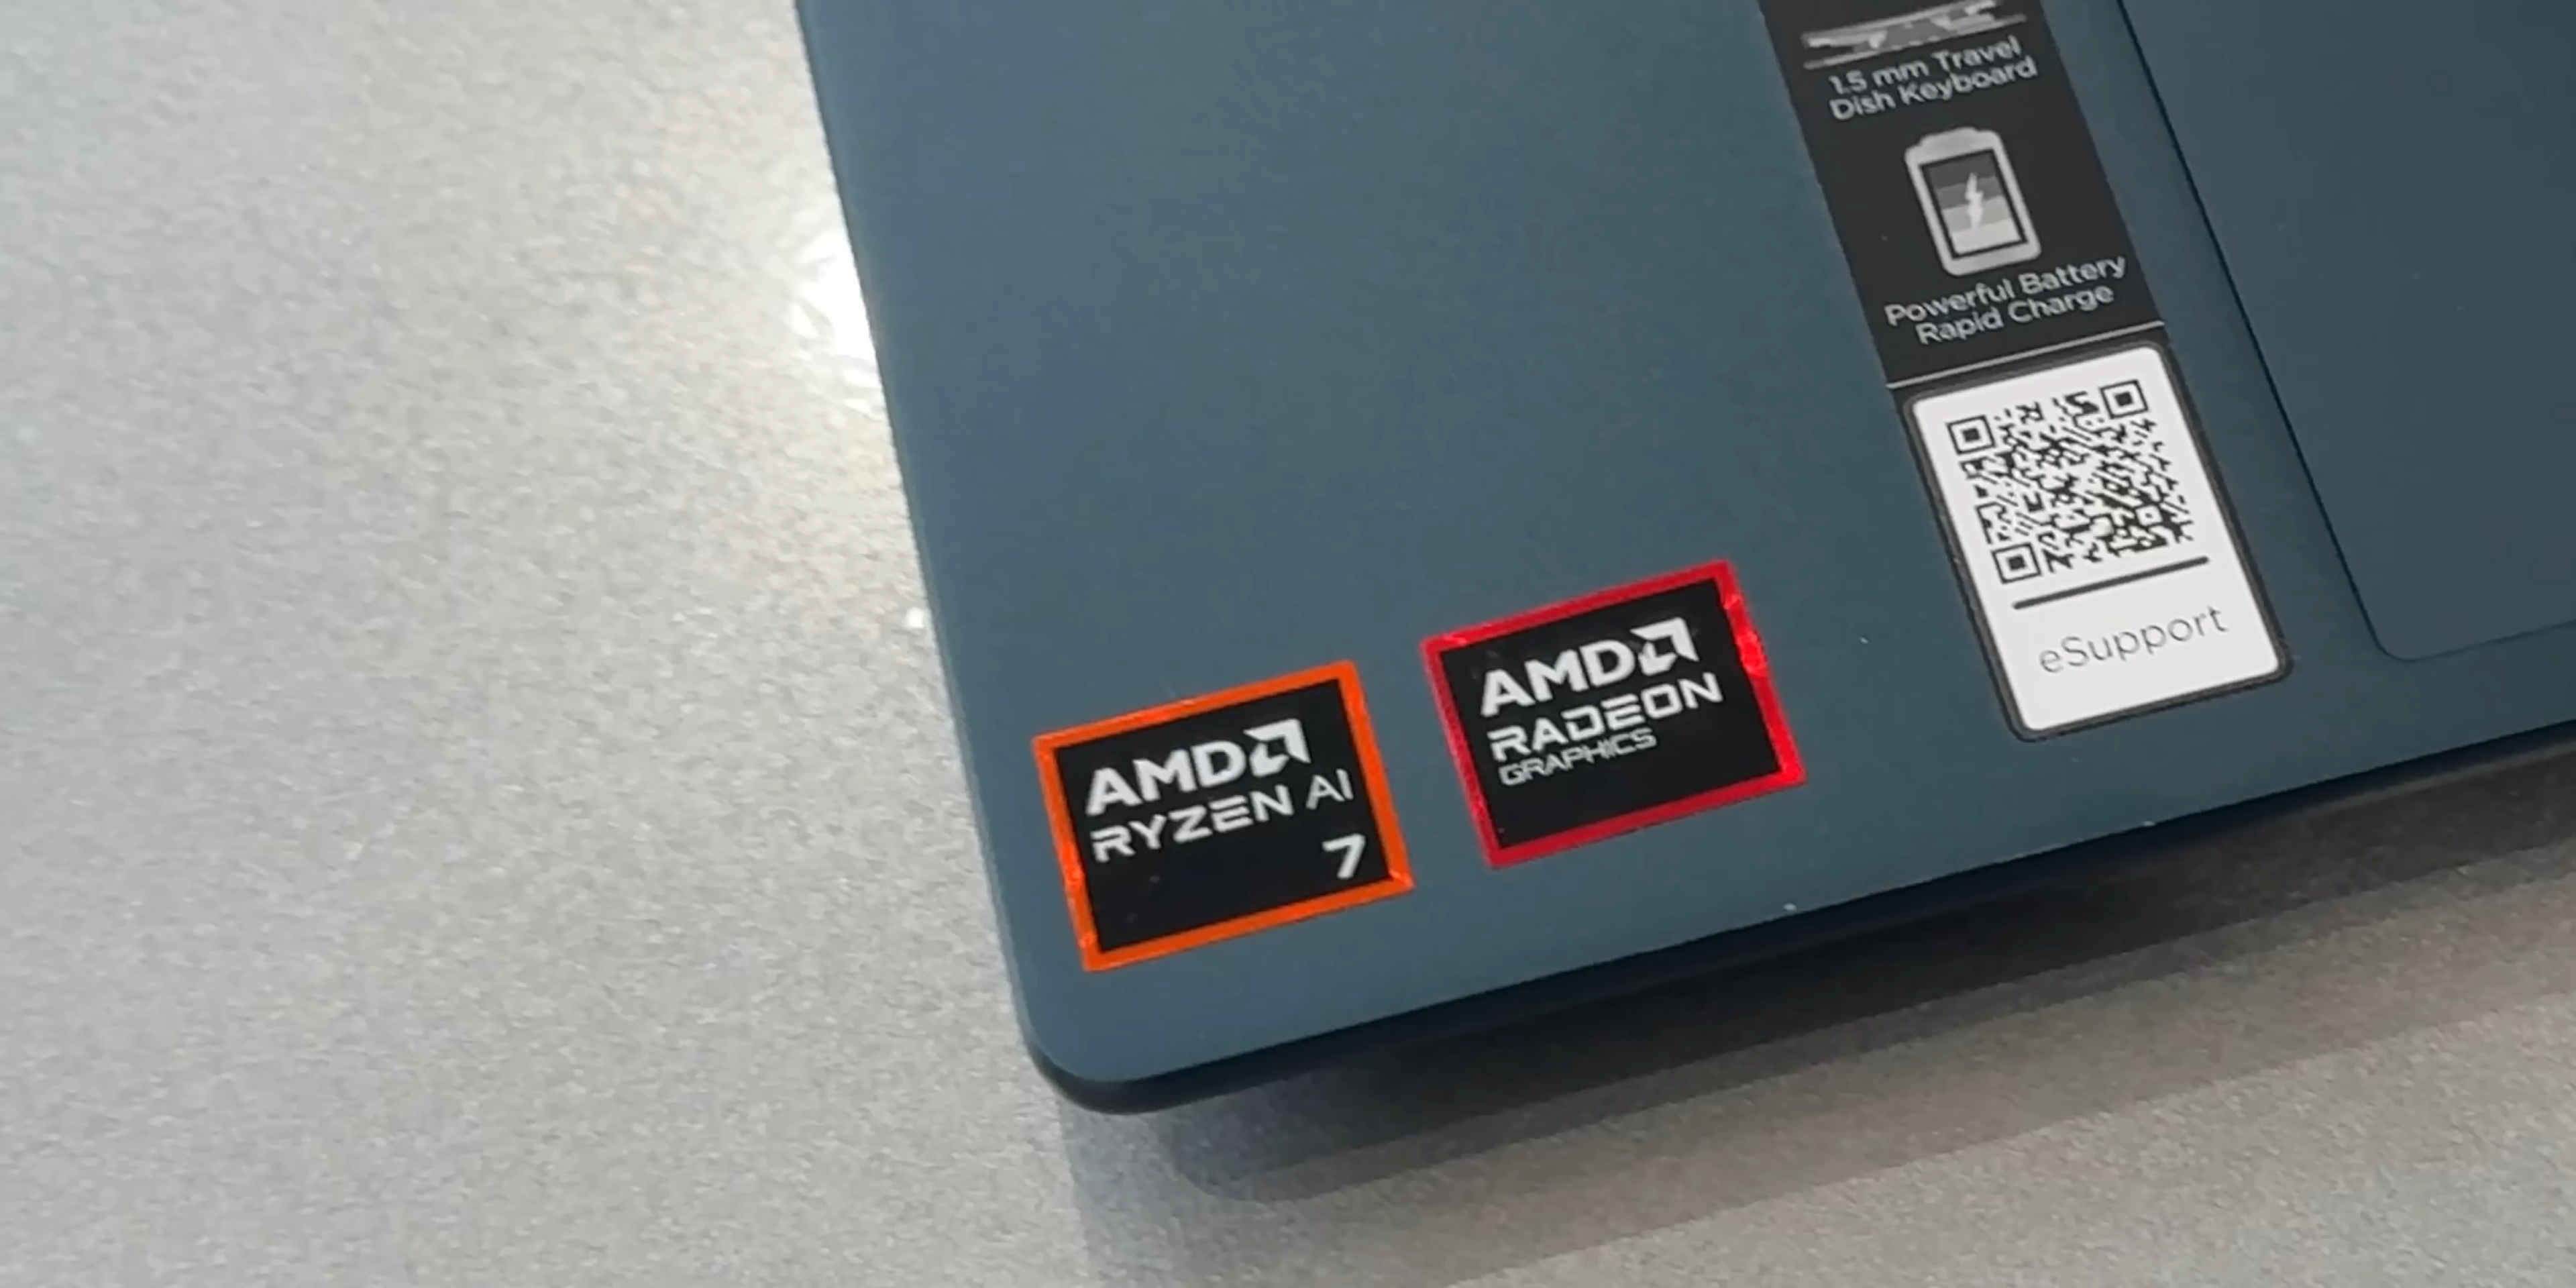 1.5 mm Travel
Dish Keyboard
Powerful Battery
Rapid Charge
eSupport
AMD
RADEON
GRAPHICS
AMD
RYZEN AI
7